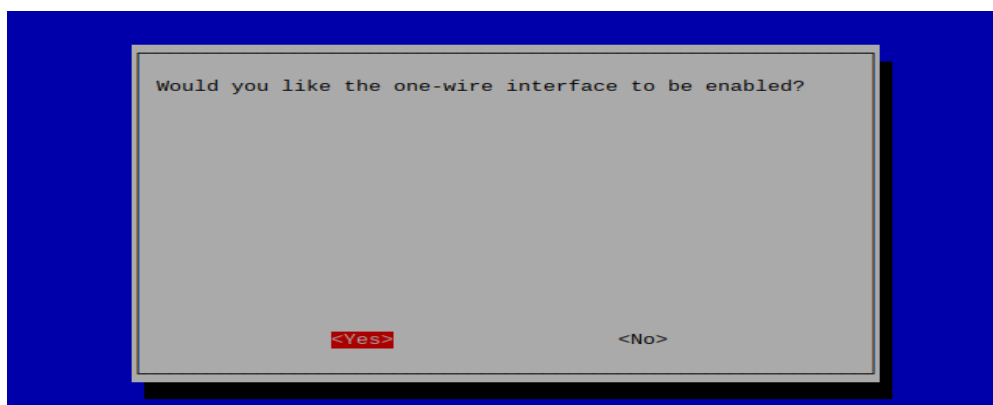 Would you like the one-wire interface to be enabled?
<Yes> <No>